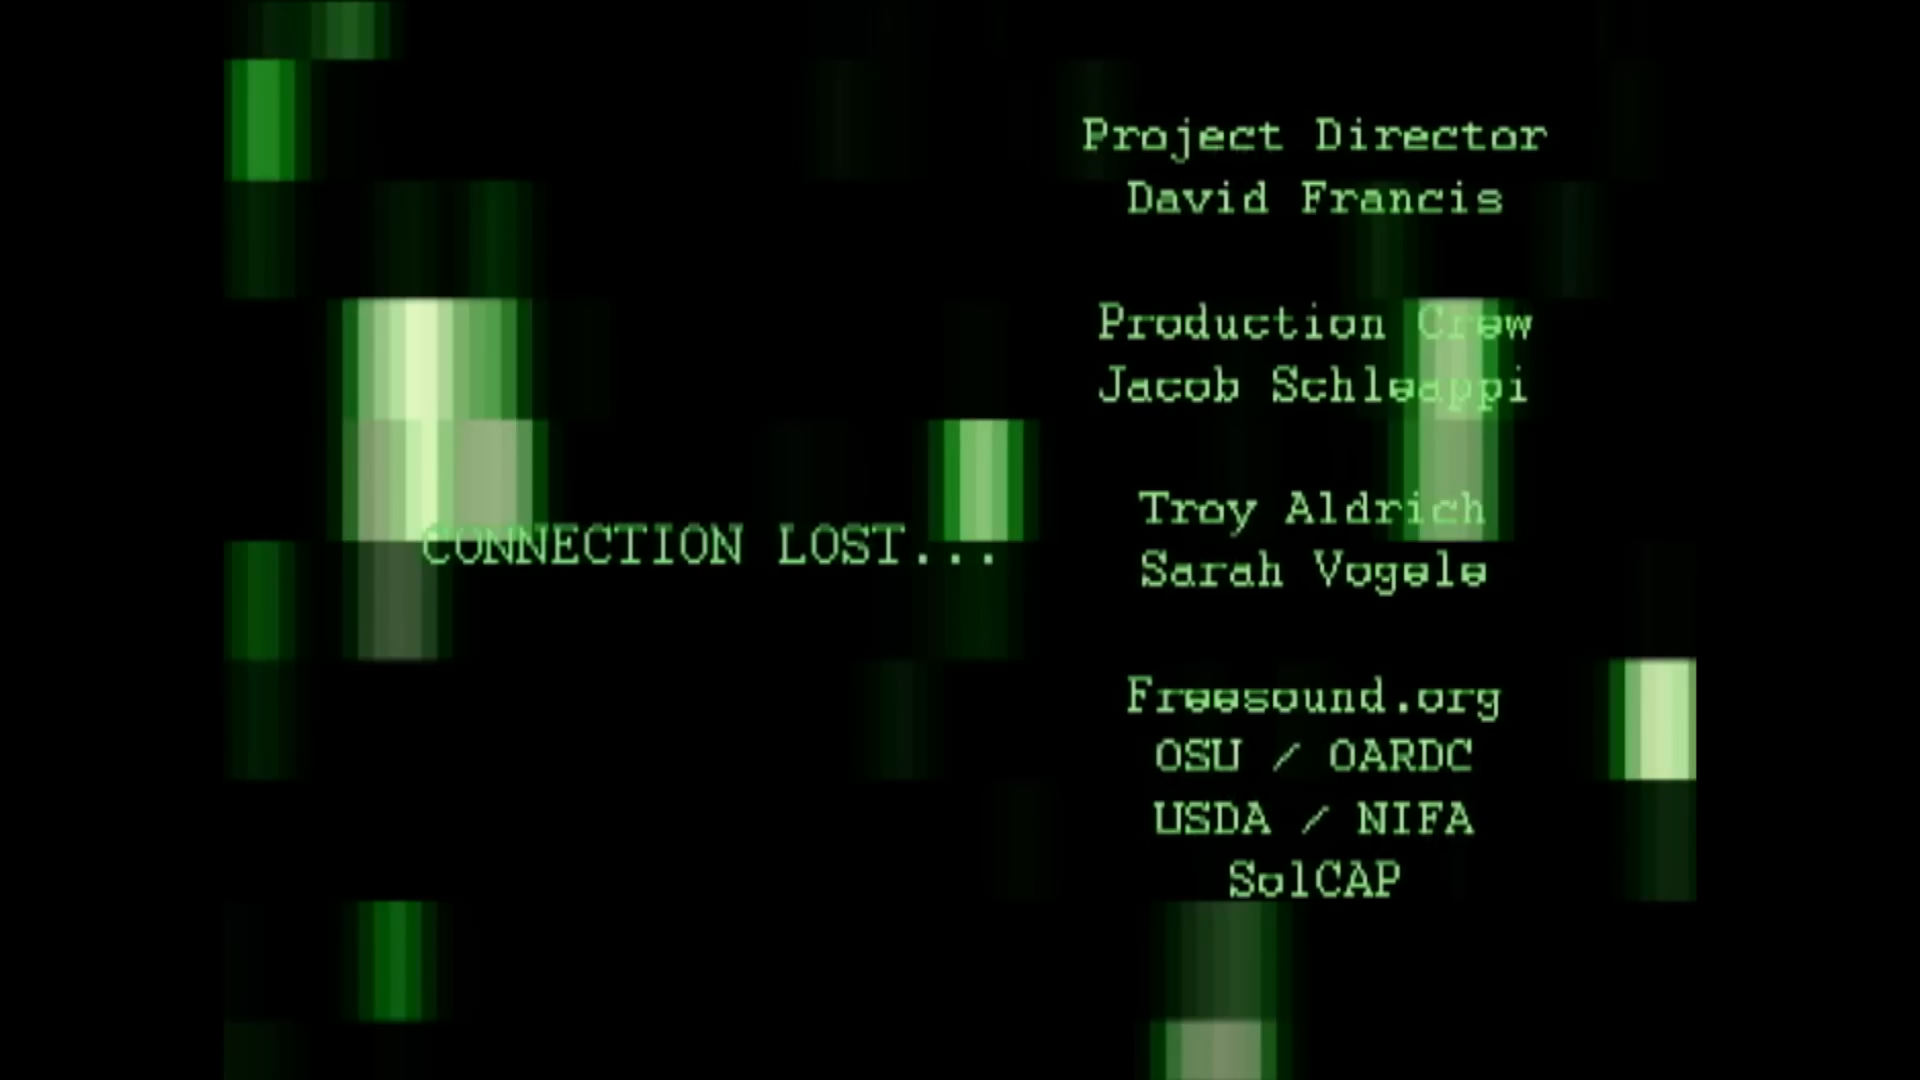 Project Director
David Francis
Production Crew
Jacob Schleappi
Troy Aldrich
CONNECTION LOST...
Sarah Vogele
Freesound.org
OSU / OARDC
USDA / NIFA
SolCAP